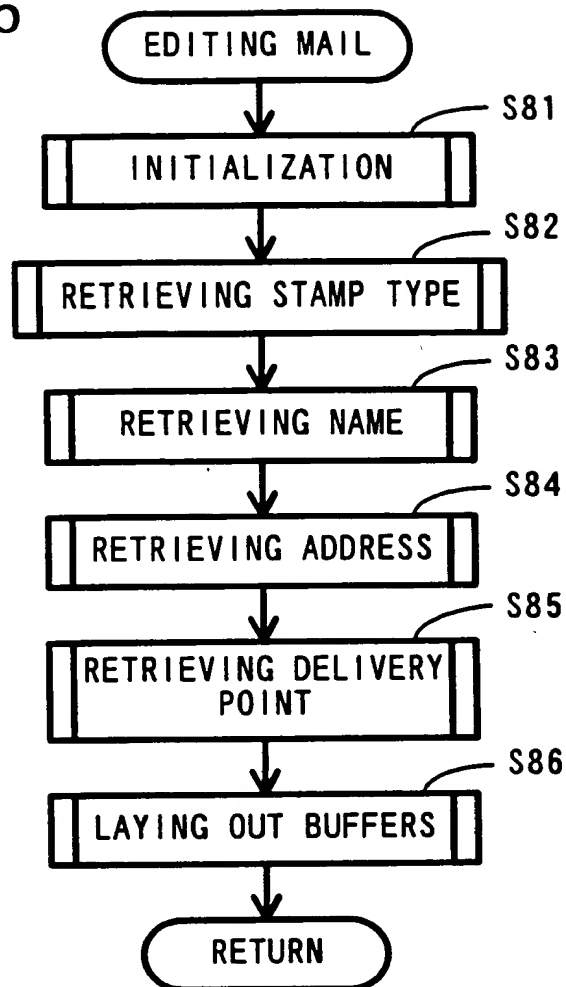 EDITING MAIL
S81
INITIALIZATION
S82
RETRIEVING STAMP TYPE
S83
RETRIEVING NAME
S84
RETRIEVING ADDRESS
S85
RETRIEVING DELIVERY
POINT
S86
LAYING OUT BUFFERS
RETURN